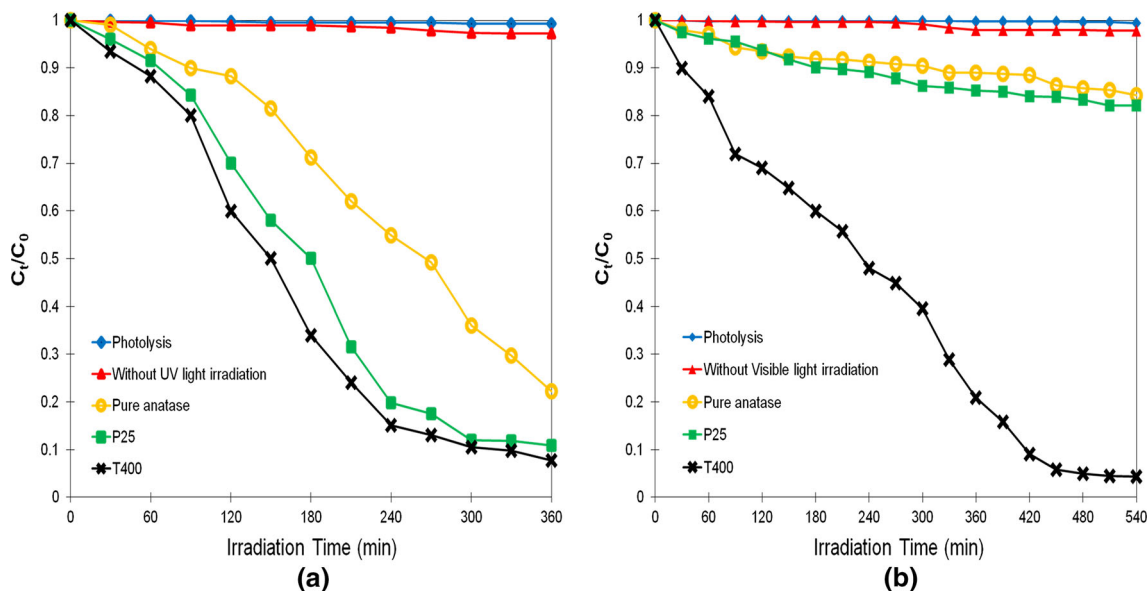 1
0.9
0.8
0.7
0.6
0.5
0.4
0.3
0.2
0.1
0
Ct/C0
Photolysis
Without UV light irradiation
Pure anatase
P25
T400
0 60 120 180 240 300 360
Irradiation Time (min)
(a)
1
0.9
0.8
0.7
0.6
0.5
0.4
0.3
0.2
0.1
0
Ct/C0
Photolysis
Without Visible light irradiation
Pure anatase
P25
T400
0 60 120 180 240 300 360 420 480 540
Irradiation Time (min)
(b)